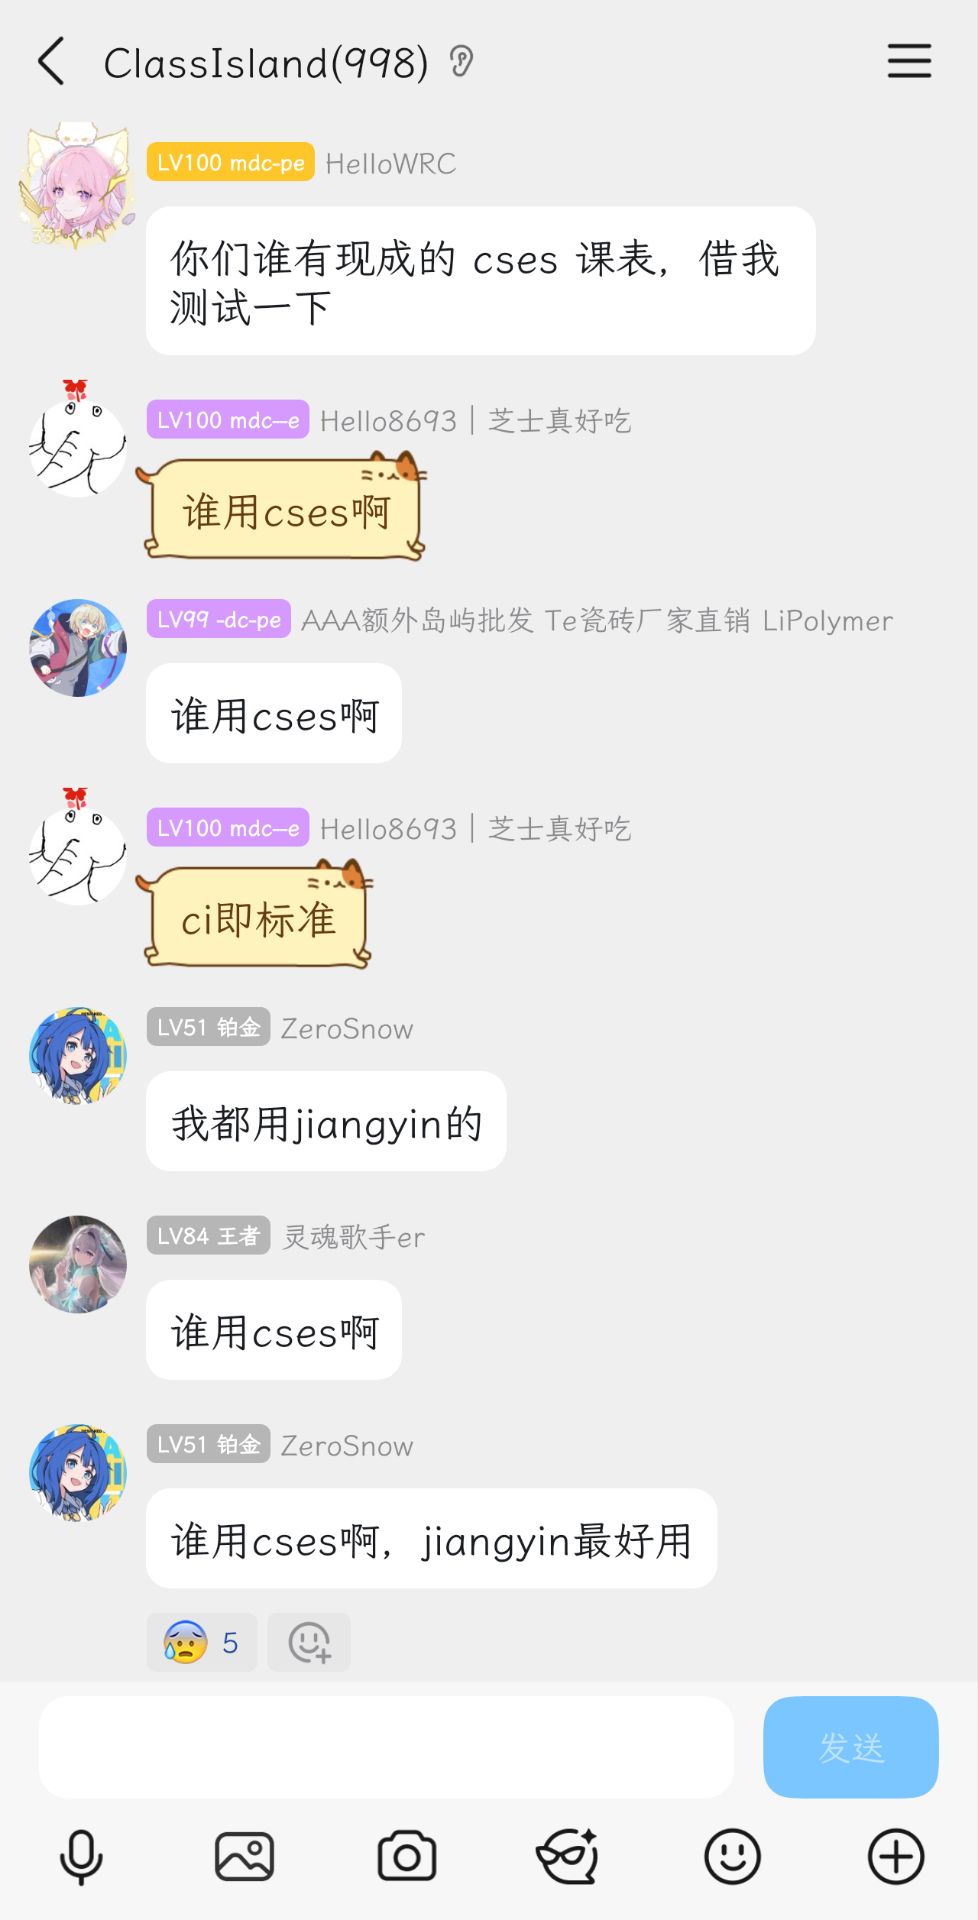 ClassIsland(998)
LV100 mdc-pe HelloWRC
你们谁有现成的 cses 课表，借我
测试一下
LV100 mdc—e Hello8693｜芝士真好吃
谁用cses啊
LV99 -dc-pe AAA额外岛屿批发 Te瓷砖厂家直销 LiPolymer
谁用cses啊
LV100 mdc—e Hello8693｜芝士真好吃
ci即标准
LV51 铂金 ZeroSnow
我都用jiangyin的
LV84 王者 灵魂歌手er
谁用cses啊
LV51 铂金 ZeroSnow
谁用cses啊，jiangyin最好用
5
发送